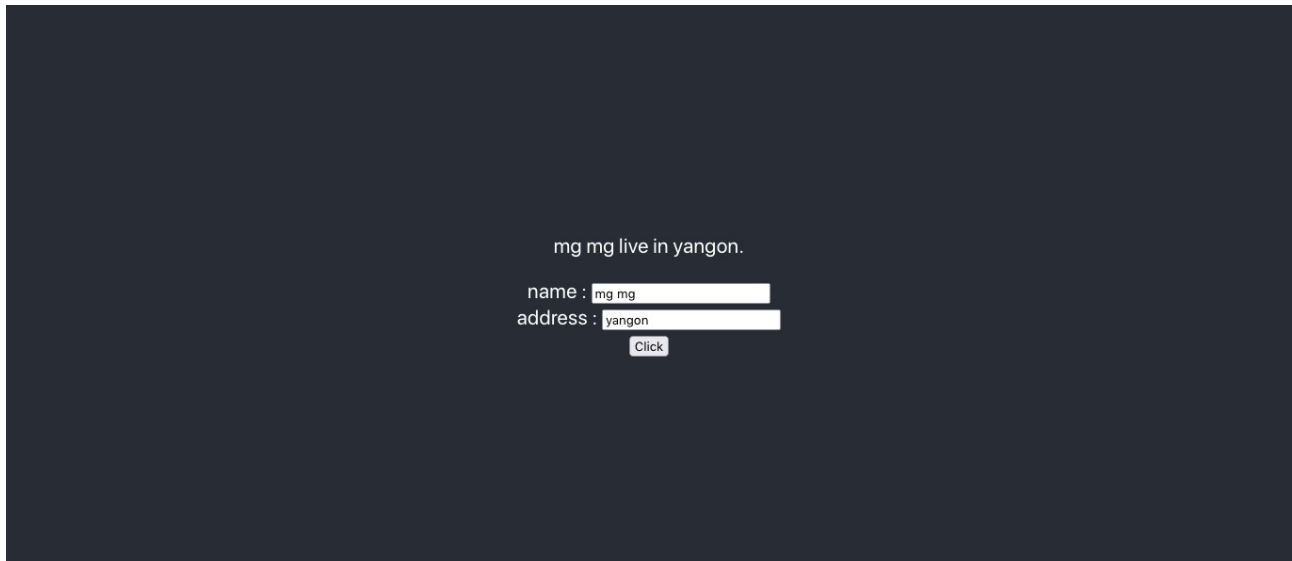 mg mg live in yangon.
name : mg mg
address : yangon
Click